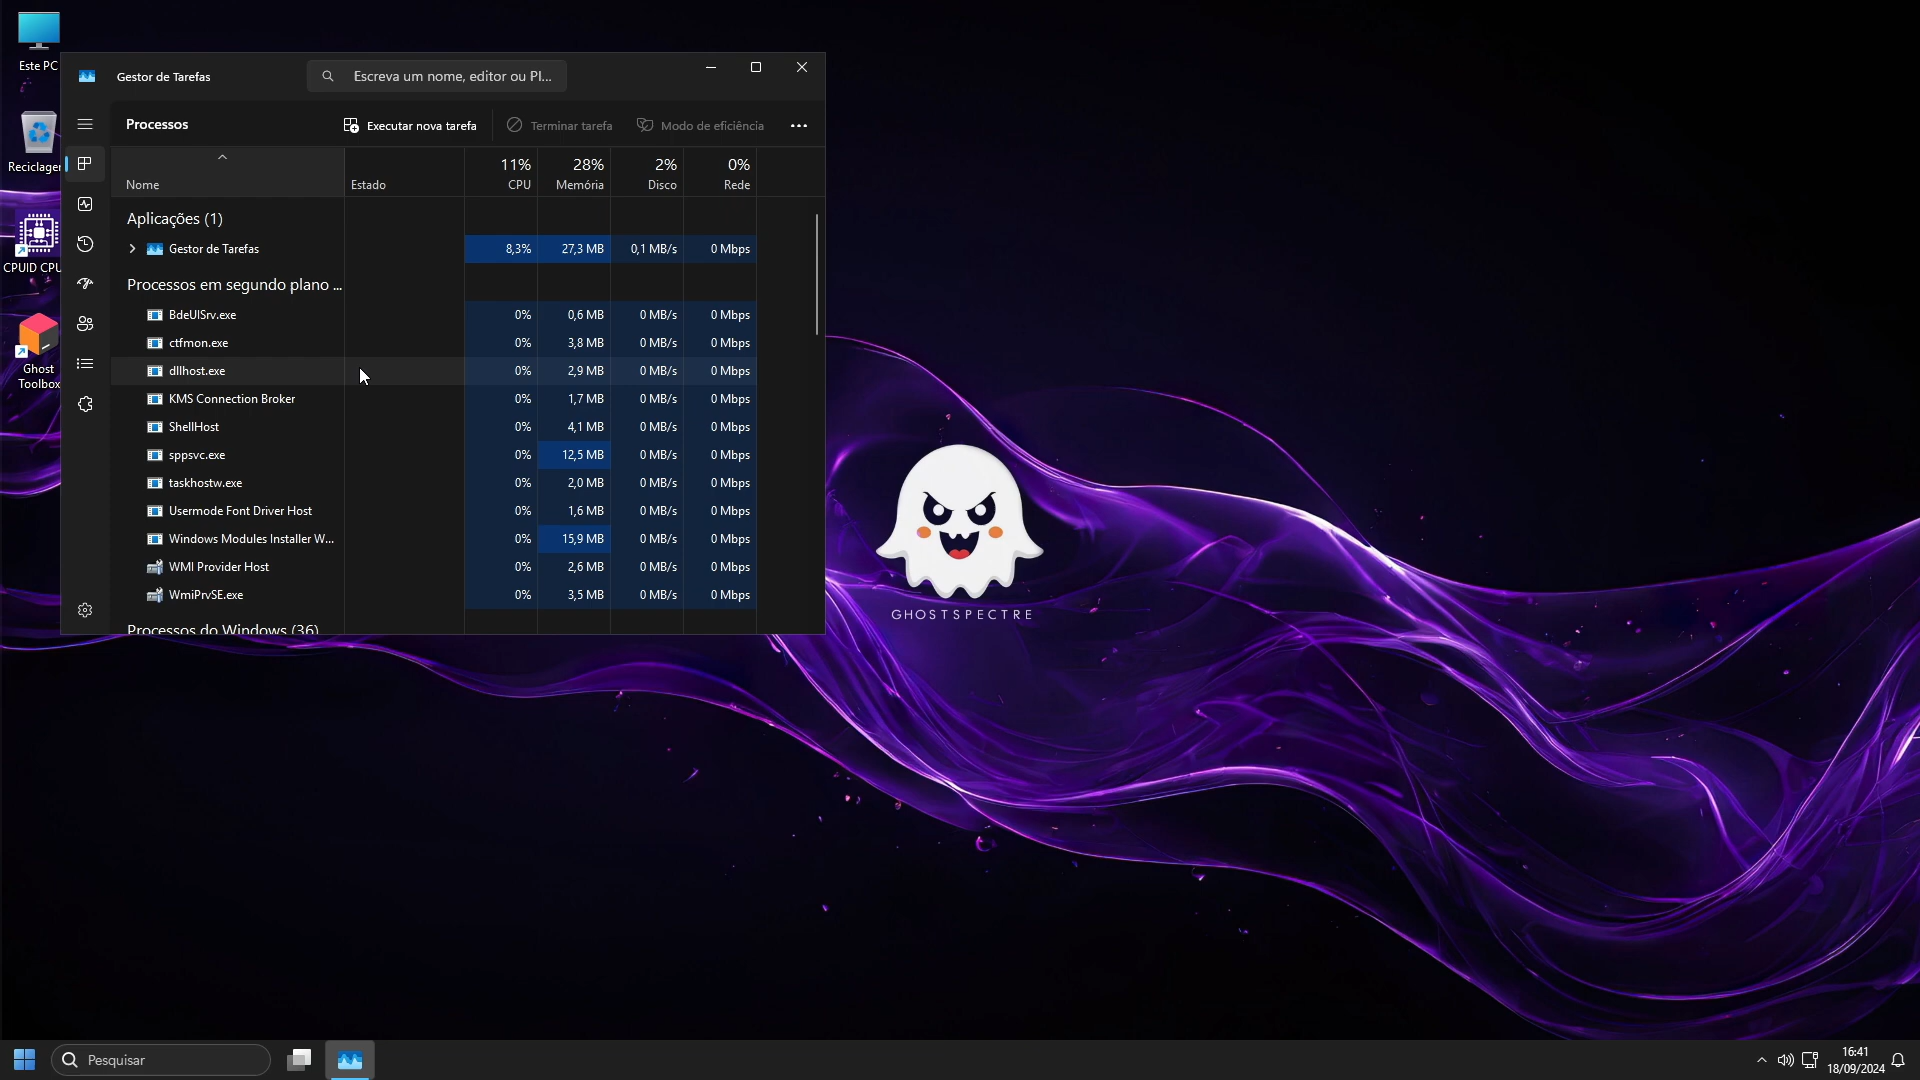 Este PC
Reciclagem
CPUID CPU
Ghost
Toolbox
Gestor de Tarefas
Escreva um nome, editor ou PI...
Processos
Executar nova tarefa
Terminar tarefa
Modo de eficiência
11% 28% 2% 0%
Nome Estado CPU Memória Disco Rede
Aplicações (1)
Gestor de Tarefas 8,3% 27,3 MB 0,1 MB/s 0 Mbps
Processos em segundo plano ...
BdeUISrv.exe 0% 0,6 MB 0 MB/s 0 Mbps
ctfmon.exe 0% 3,8 MB 0 MB/s 0 Mbps
dllhost.exe 0% 2,9 MB 0 MB/s 0 Mbps
KMS Connection Broker 0% 1,7 MB 0 MB/s 0 Mbps
ShellHost 0% 4,1 MB 0 MB/s 0 Mbps
sppsvc.exe 0% 12,5 MB 0 MB/s 0 Mbps
taskhostw.exe 0% 2,0 MB 0 MB/s 0 Mbps
Usermode Font Driver Host 0% 1,6 MB 0 MB/s 0 Mbps
Windows Modules Installer W... 0% 15,9 MB 0 MB/s 0 Mbps
WMI Provider Host 0% 2,6 MB 0 MB/s 0 Mbps
WmiPrvSE.exe 0% 3,5 MB 0 MB/s 0 Mbps
Processos do Windows (36)
GHOSTSPECTRE
Pesquisar
16:41
18/09/2024